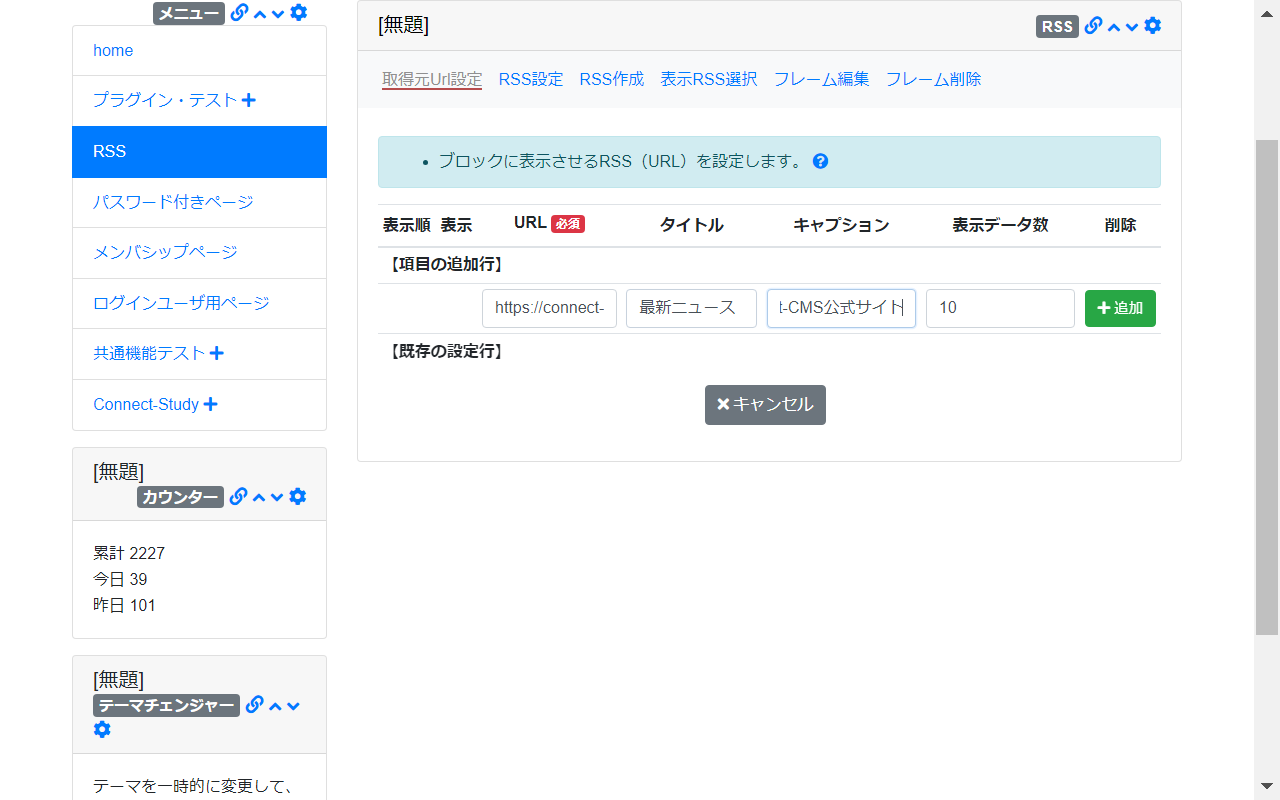 メニュー
home
プラグイン・テスト
RSS
パスワード付きページ
メンバシップページ
ログインユーザ用ページ
共通機能テスト
Connect-Study
[無題]
カウンター
累計 2227
今日 39
昨日 101
[無題]
テーマチェンジャー
テーマを一時的に変更して、
[無題]
RSS
取得元Url設定 RSS設定 RSS作成 表示RSS選択 フレーム編集 フレーム削除
• ブロックに表示させるRSS（URL）を設定します。
表示順 表示 URL 必須 タイトル キャプション 表示データ数 削除
【項目の追加行】
https://connect- 最新ニュース t-CMS公式サイト 10 追加
【既存の設定行】
キャンセル